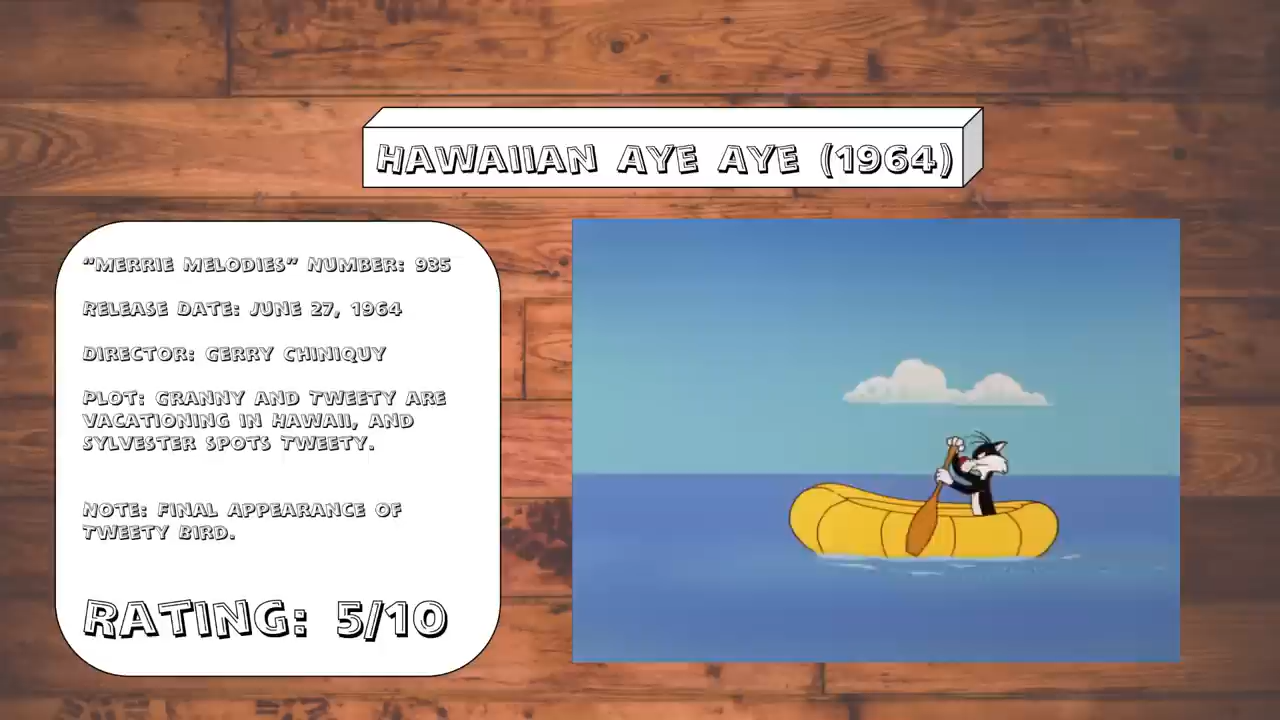 HAWAIIAN AYE AYE (1964)
"MERRIE MELODIES" NUMBER: 935
RELEASE DATE: JUNE 27, 1964
DIRECTOR: GERRY CHINIQUY
PLOT: GRANNY AND TWEETY ARE
VACATIONING IN HAWAII, AND
SYLVESTER SPOTS TWEETY.
NOTE: FINAL APPEARANCE OF
TWEETY BIRD.
RATING: 5/10